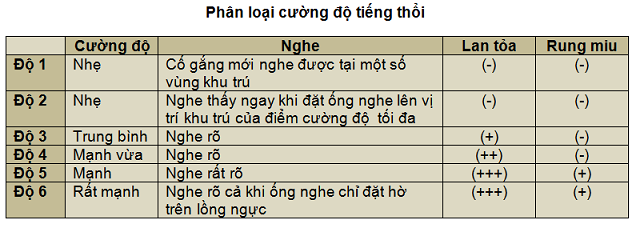 Phân loại cường độ tiếng thổi
Cường độ Nghe Lan tỏa Rung miu
Độ 1 Nhẹ Cố gắng mới nghe được tại một số (-) (-)
vùng khu trú
Độ 2 Nhẹ Nghe thấy ngay khi đặt ống nghe lên vị (-) (-)
trí khu trú của điểm cường độ tối đa
Độ 3 Trung bình Nghe rõ (+) (-)
Độ 4 Mạnh vừa Nghe rõ (++) (-)
Độ 5 Mạnh Nghe rất rõ (+++) (+)
Độ 6 Rất mạnh Nghe rõ cả khi ống nghe chỉ đặt hờ (+++) (+)
trên lồng ngực